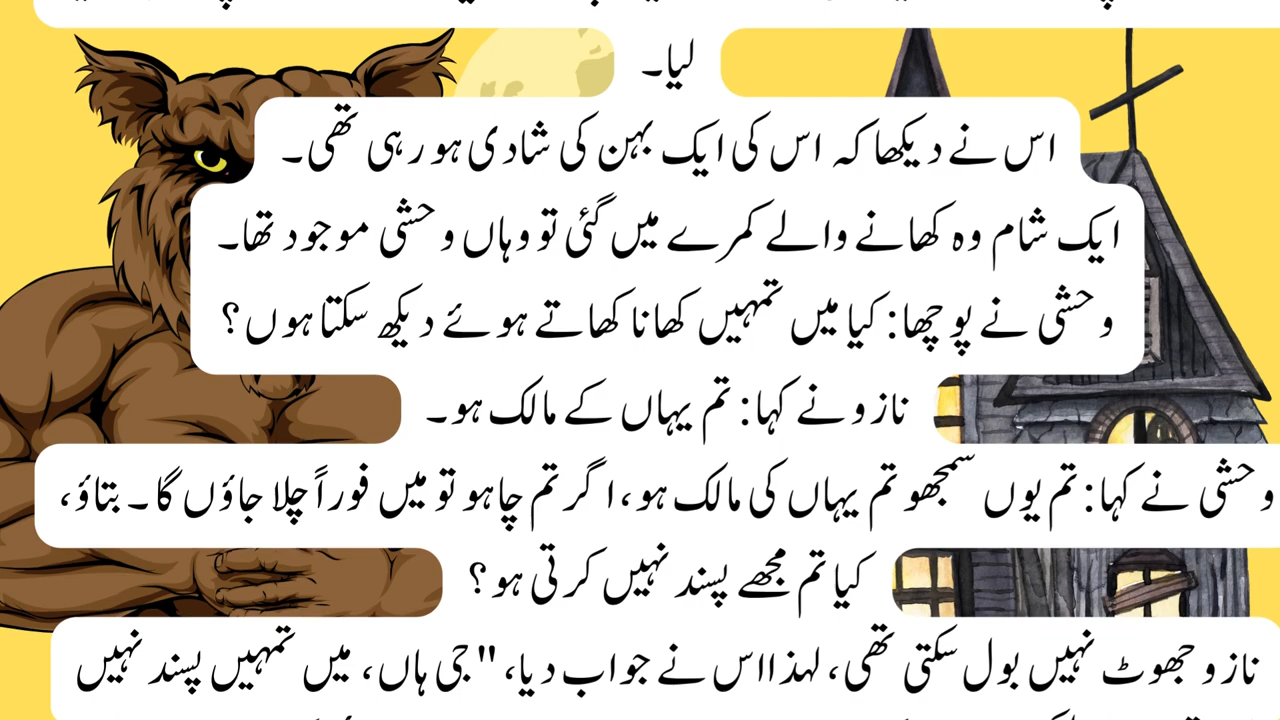 لیا۔
اس نے دیکھا کہ اس کی ایک بہن کی شادی ہو رہی تھی۔
ایک شام وہ کھانے والے کمرے میں گئی تو وہاں وحشی موجود تھا۔
وحشی نے پوچھا: کیا میں تمہیں کھانا کھاتے ہوئے دیکھ سکتا ہوں؟
نازو نے کہا: تم یہاں کے مالک ہو۔
وحشی نے کہا: تم یوں سمجھو تم یہاں کی مالک ہو، اگر تم چاہو تو میں فوراً چلا جاؤں گا۔ بتاؤ،
کیا تم مجھے پسند نہیں کرتی ہو؟
نازو جھوٹ نہیں بول سکتی تھی، لہذا اس نے جواب دیا، "جی ہاں، میں تمہیں پسند نہیں